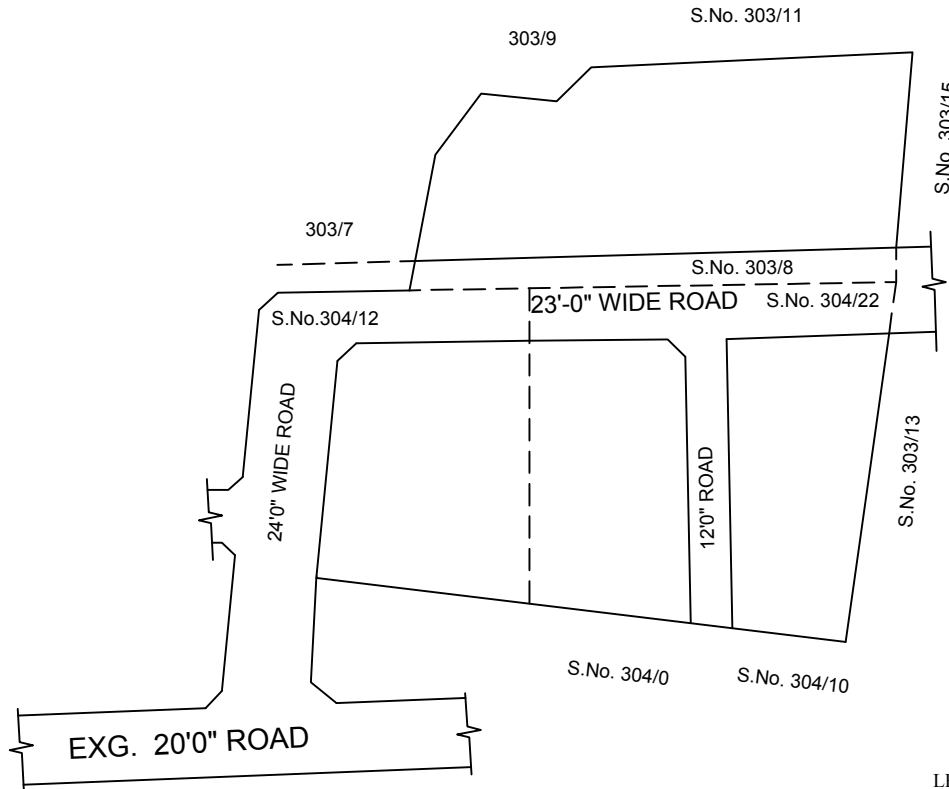 S.No. 303/11
303/9
S.No. 303/15
303/7
S.No. 303/8
23'-0" WIDE ROAD
S.No. 304/22
S.No.304/12
24'0" WIDE ROAD
12'0" ROAD
S.No. 303/13
S.No. 304/0
S.No. 304/10
EXG. 20'0" ROAD